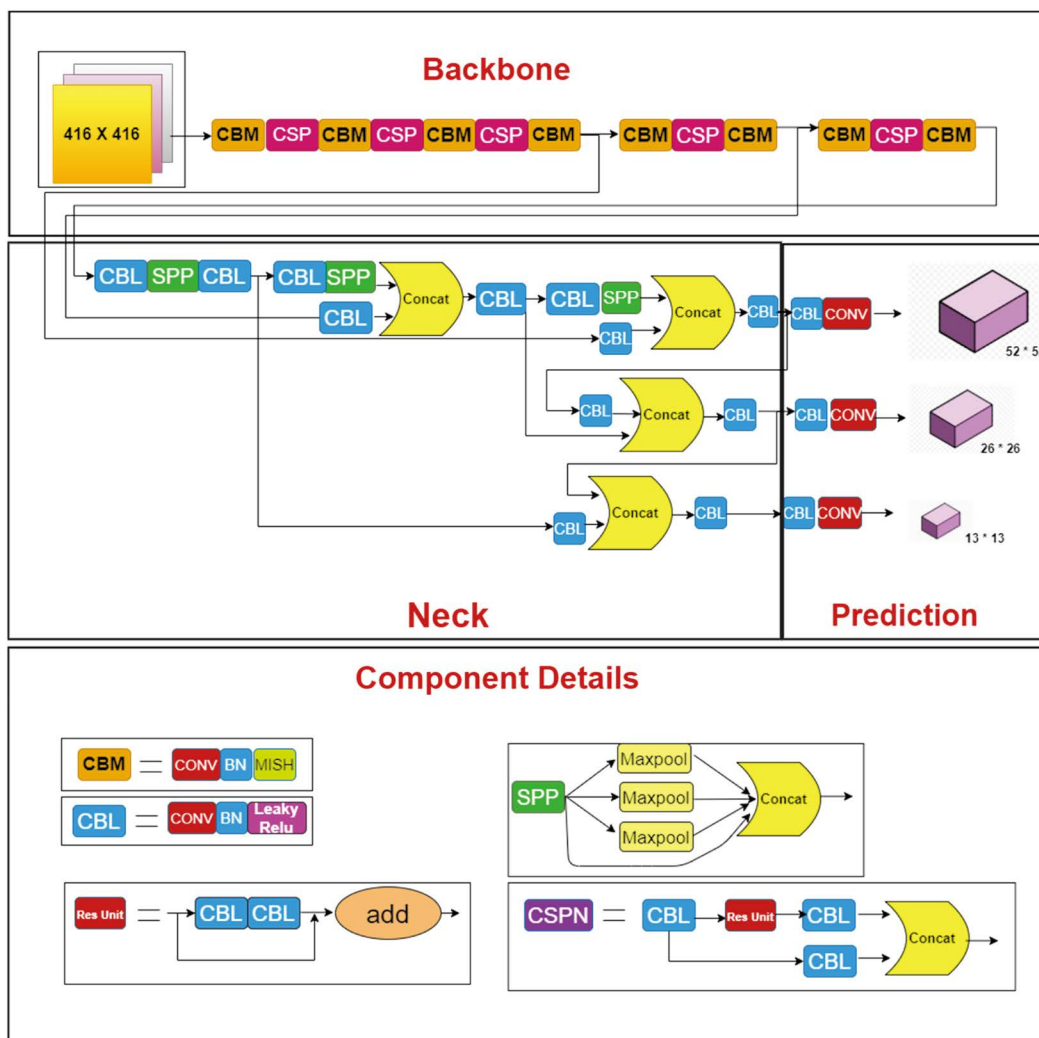 Backbone
416 X 416
CBM CSP CBM CSP CBM CSP CBM CBM CSP CBM CBM CSP CBM
CBL SPP CBL CBL SPP Concat CBL CBL SPP Concat CBL CBL CONV
CBL CBL
52 * 5
CBL Concat CBL CBL CONV
26 * 26
CBL Concat CBL CBL CONV
13 * 13
Neck Prediction
Component Details
CBM = CONV BN MISH
CBL = CONV BN Leaky
Relu
SPP Maxpool
Maxpool
Maxpool
Concat
Res Unit = CBL CBL add
CSPN = CBL Res Unit CBL
CBL
Concat